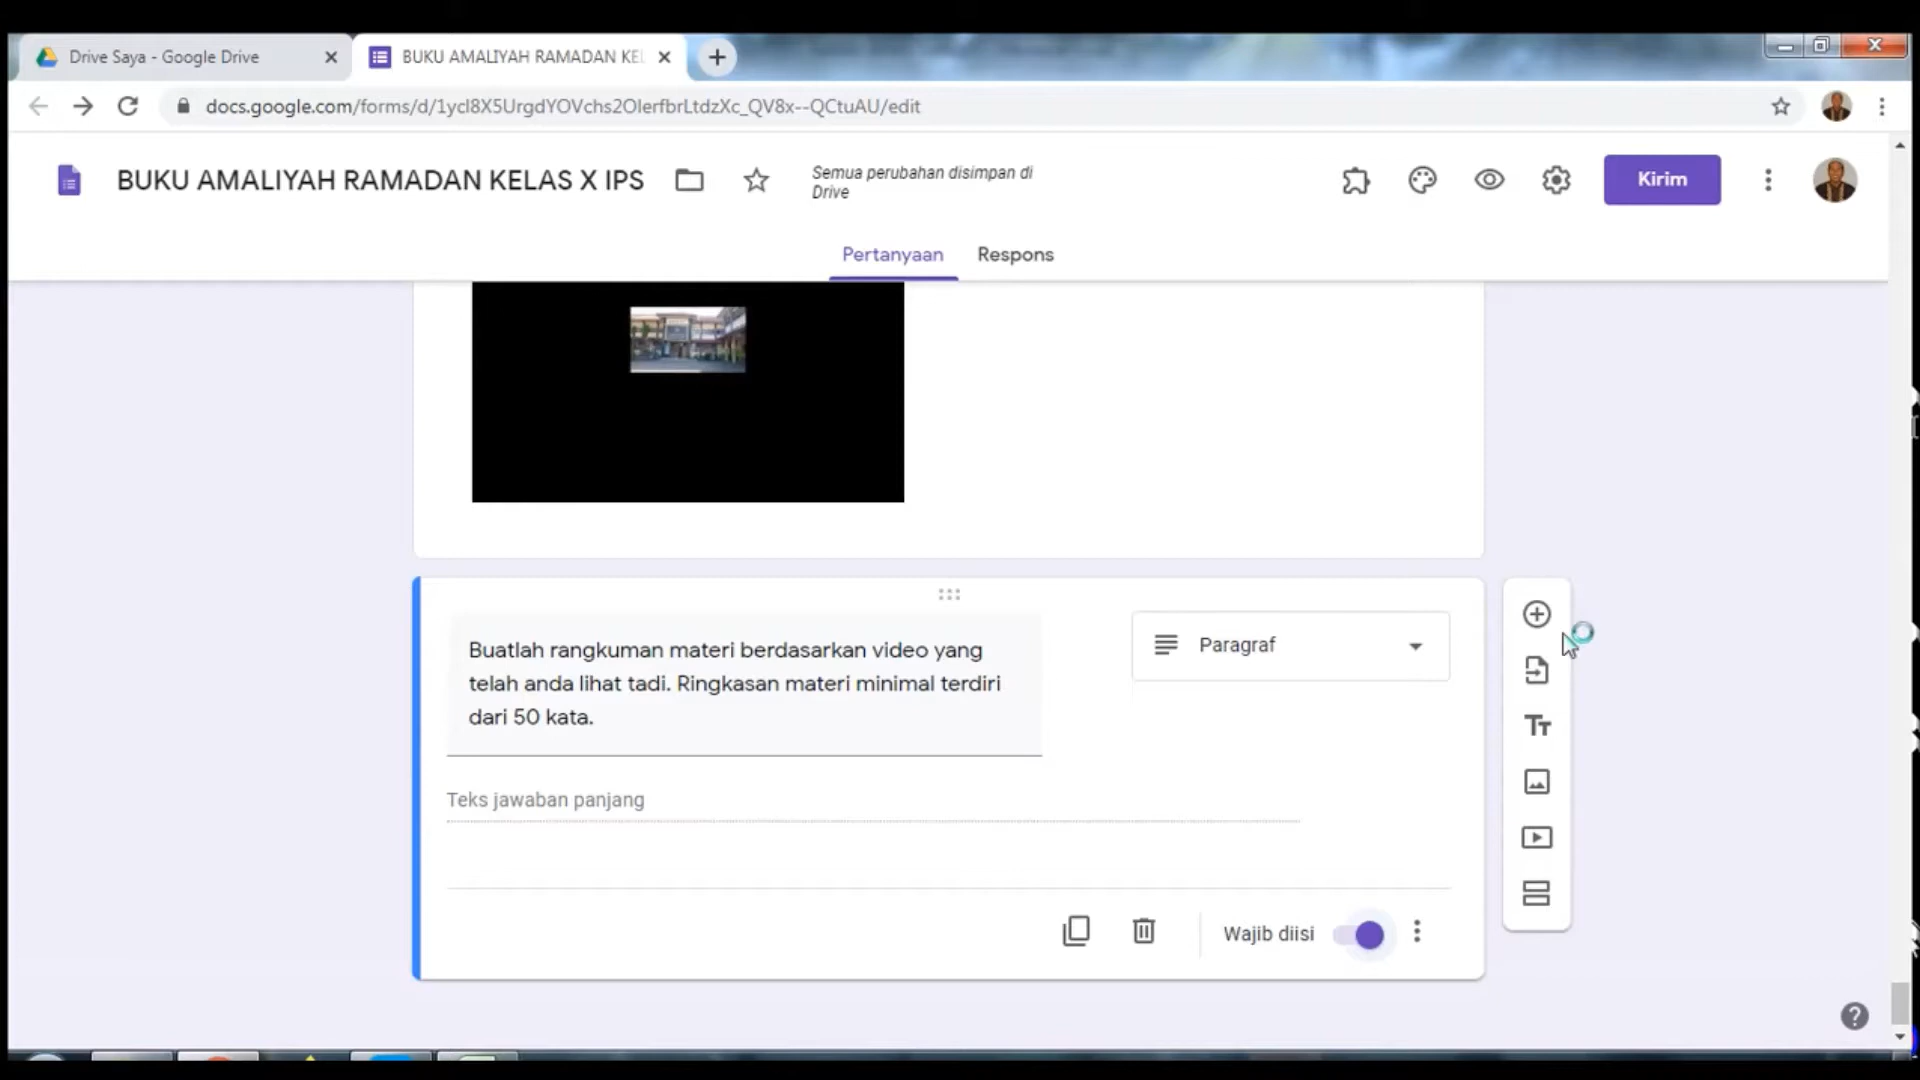 Drive Saya - Google Drive
BUKU AMALIYAH RAMADAN KEL
docs.google.com/forms/d/1ycl8X5UrgdYOVchs2OlerfbrLtdzXc_QV8x--QCtuAU/edit
BUKU AMALIYAH RAMADAN KELAS X IPS
Semua perubahan disimpan di
Drive
Kirim
Pertanyaan
Respons
Buatlah rangkuman materi berdasarkan video yang
telah anda lihat tadi. Ringkasan materi minimal terdiri
dari 50 kata.
Paragraf
Teks jawaban panjang
Wajib diisi